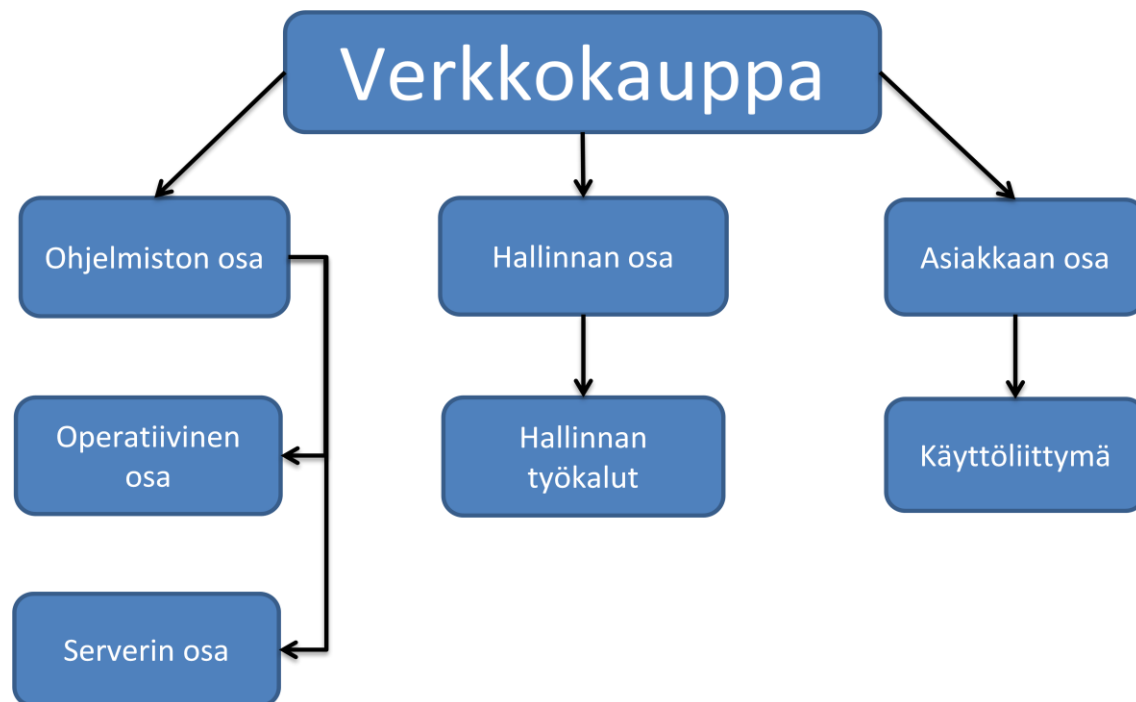 Verkkokauppa
Ohjelmiston osa
Hallinnan osa
Asiakkaan osa
Operatiivinen
osa
Hallinnan
työkalut
Käyttöliittymä
Serverin osa